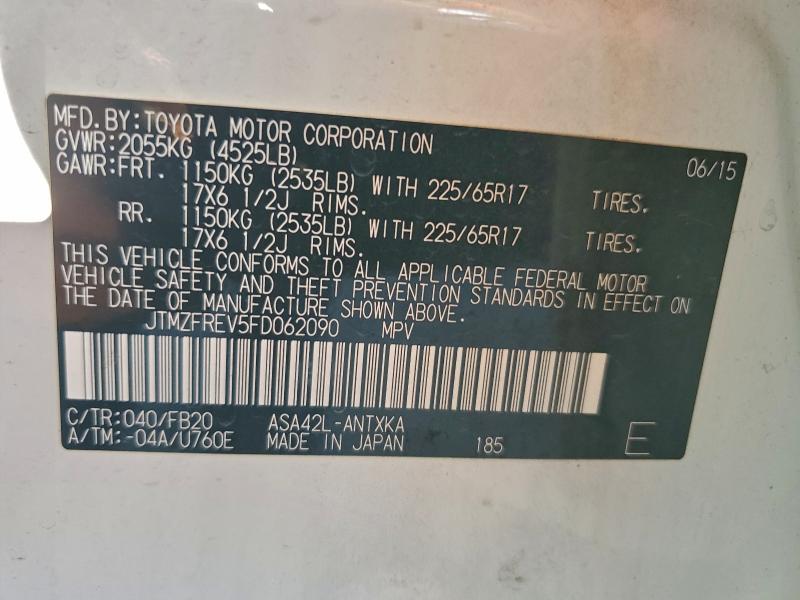 MFD.BY:TOYOTA MOTOR CORPORATION 06/15
GVWR:2055KG (4525LB)
GAWR:FRT. 1150KG (2535LB) WITH 225/65R17 TIRES.
17X6 1/2J RIMS.
RR. 1150KG (2535LB) WITH 225/65R17 TIRES.
17X6 1/2J RIMS.
THIS VEHICLE CONFORMS TO ALL APPLICABLE FEDERAL MOTOR
VEHICLE SAFETY AND THEFT PREVENTION STANDARDS IN EFFECT ON
THE DATE OF MANUFACTURE SHOWN ABOVE.
JTMZFREV5FD062090 MPV
C/TR:040/FB20 ASA42L-ANTXKA
A/TM:-04A/U760E MADE IN JAPAN 185 E